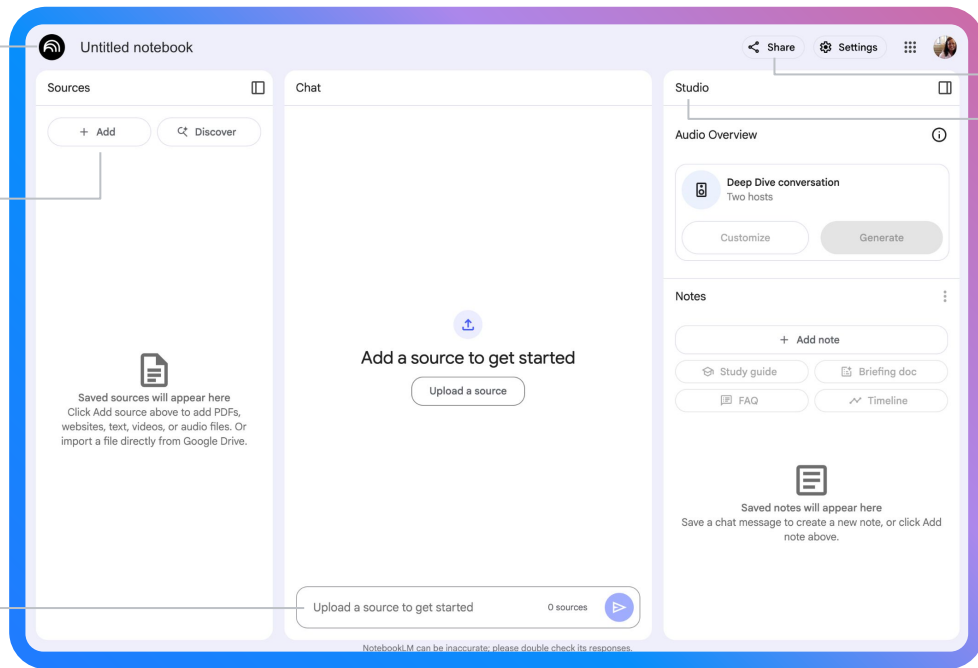 Untitled notebook
Share
Settings
Sources
+ Add
Discover
Saved sources will appear here
Click Add source above to add PDFs,
websites, text, videos, or audio files. Or
import a file directly from Google Drive.
Chat
Add a source to get started
Upload a source
Upload a source to get started
0 sources
NotebookLM can be inaccurate; please double check its responses.
Studio
Audio Overview
Deep Dive conversation
Two hosts
Customize
Generate
Notes
+ Add note
Study guide
Briefing doc
FAQ
Timeline
Saved notes will appear here
Save a chat message to create a new note, or click Add
note above.